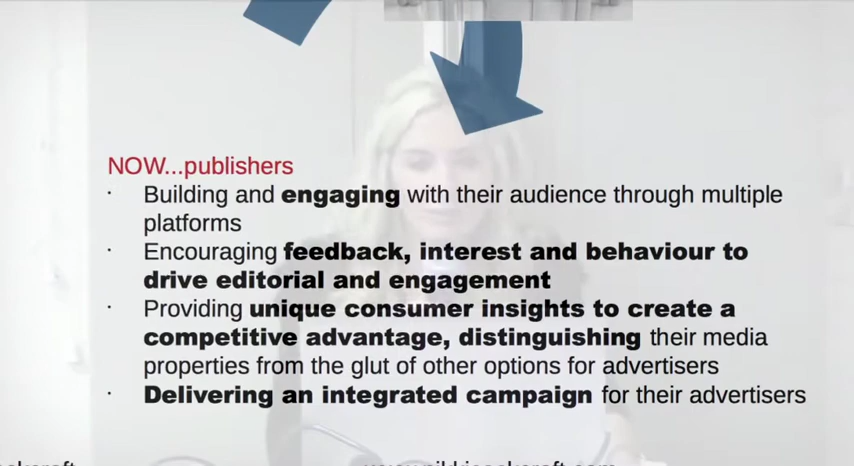 NOW...publishers
· Building and engaging with their audience through multiple
platforms
· Encouraging feedback, interest and behaviour to
drive editorial and engagement
· Providing unique consumer insights to create a
competitive advantage, distinguishing their media
properties from the glut of other options for advertisers
· Delivering an integrated campaign for their advertisers